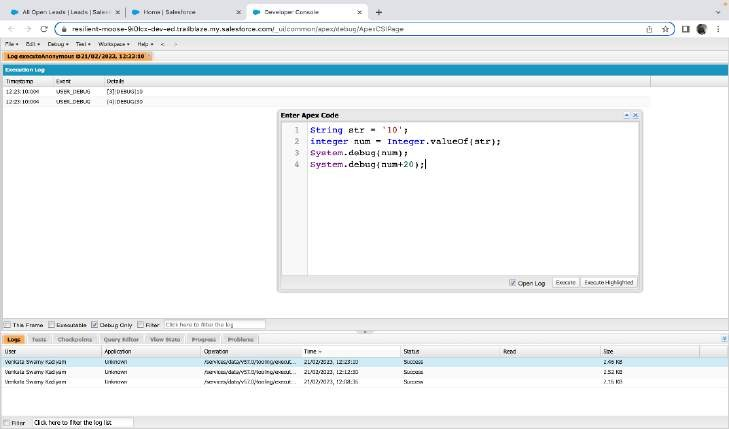 All Open Leads | Leads | Sales
Home | Salesforce
Developer Console
resilient-moose-9i0fcx-dev-ed.trailblaze.my.salesforce.com/_ui/common/apex/debug/ApexCSIPage
File Edit Debug Test Workspace Help < >
Log executeAnonymous @21/02/2023, 12:23:10
Execution Log
Timestamp Event Details
12:23:10:004 USER_DEBUG [3]|DEBUG|10
12:23:10:004 USER_DEBUG [4]|DEBUG|30
Enter Apex Code
1 String str = '10';
2 integer num = Integer.valueOf(str);
3 System.debug(num);
4 System.debug(num+20);
Open Log Execute Execute Highlighted
This Frame Executable Debug Only Filter Click here to filter the log
Logs Tests Checkpoints Query Editor View State Progress Problems
User Application Operation Time Status Read Size
Venkata Swamy Kadiyam Unknown /services/data/v57.0/tooling/execut... 21/02/2023, 12:23:10 Success 2.46 KB
Venkata Swamy Kadiyam Unknown /services/data/v57.0/tooling/execut... 21/02/2023, 12:12:30 Success 2.52 KB
Venkata Swamy Kadiyam Unknown /services/data/v57.0/tooling/execut... 21/02/2023, Success
Filter Click here to filter the log list